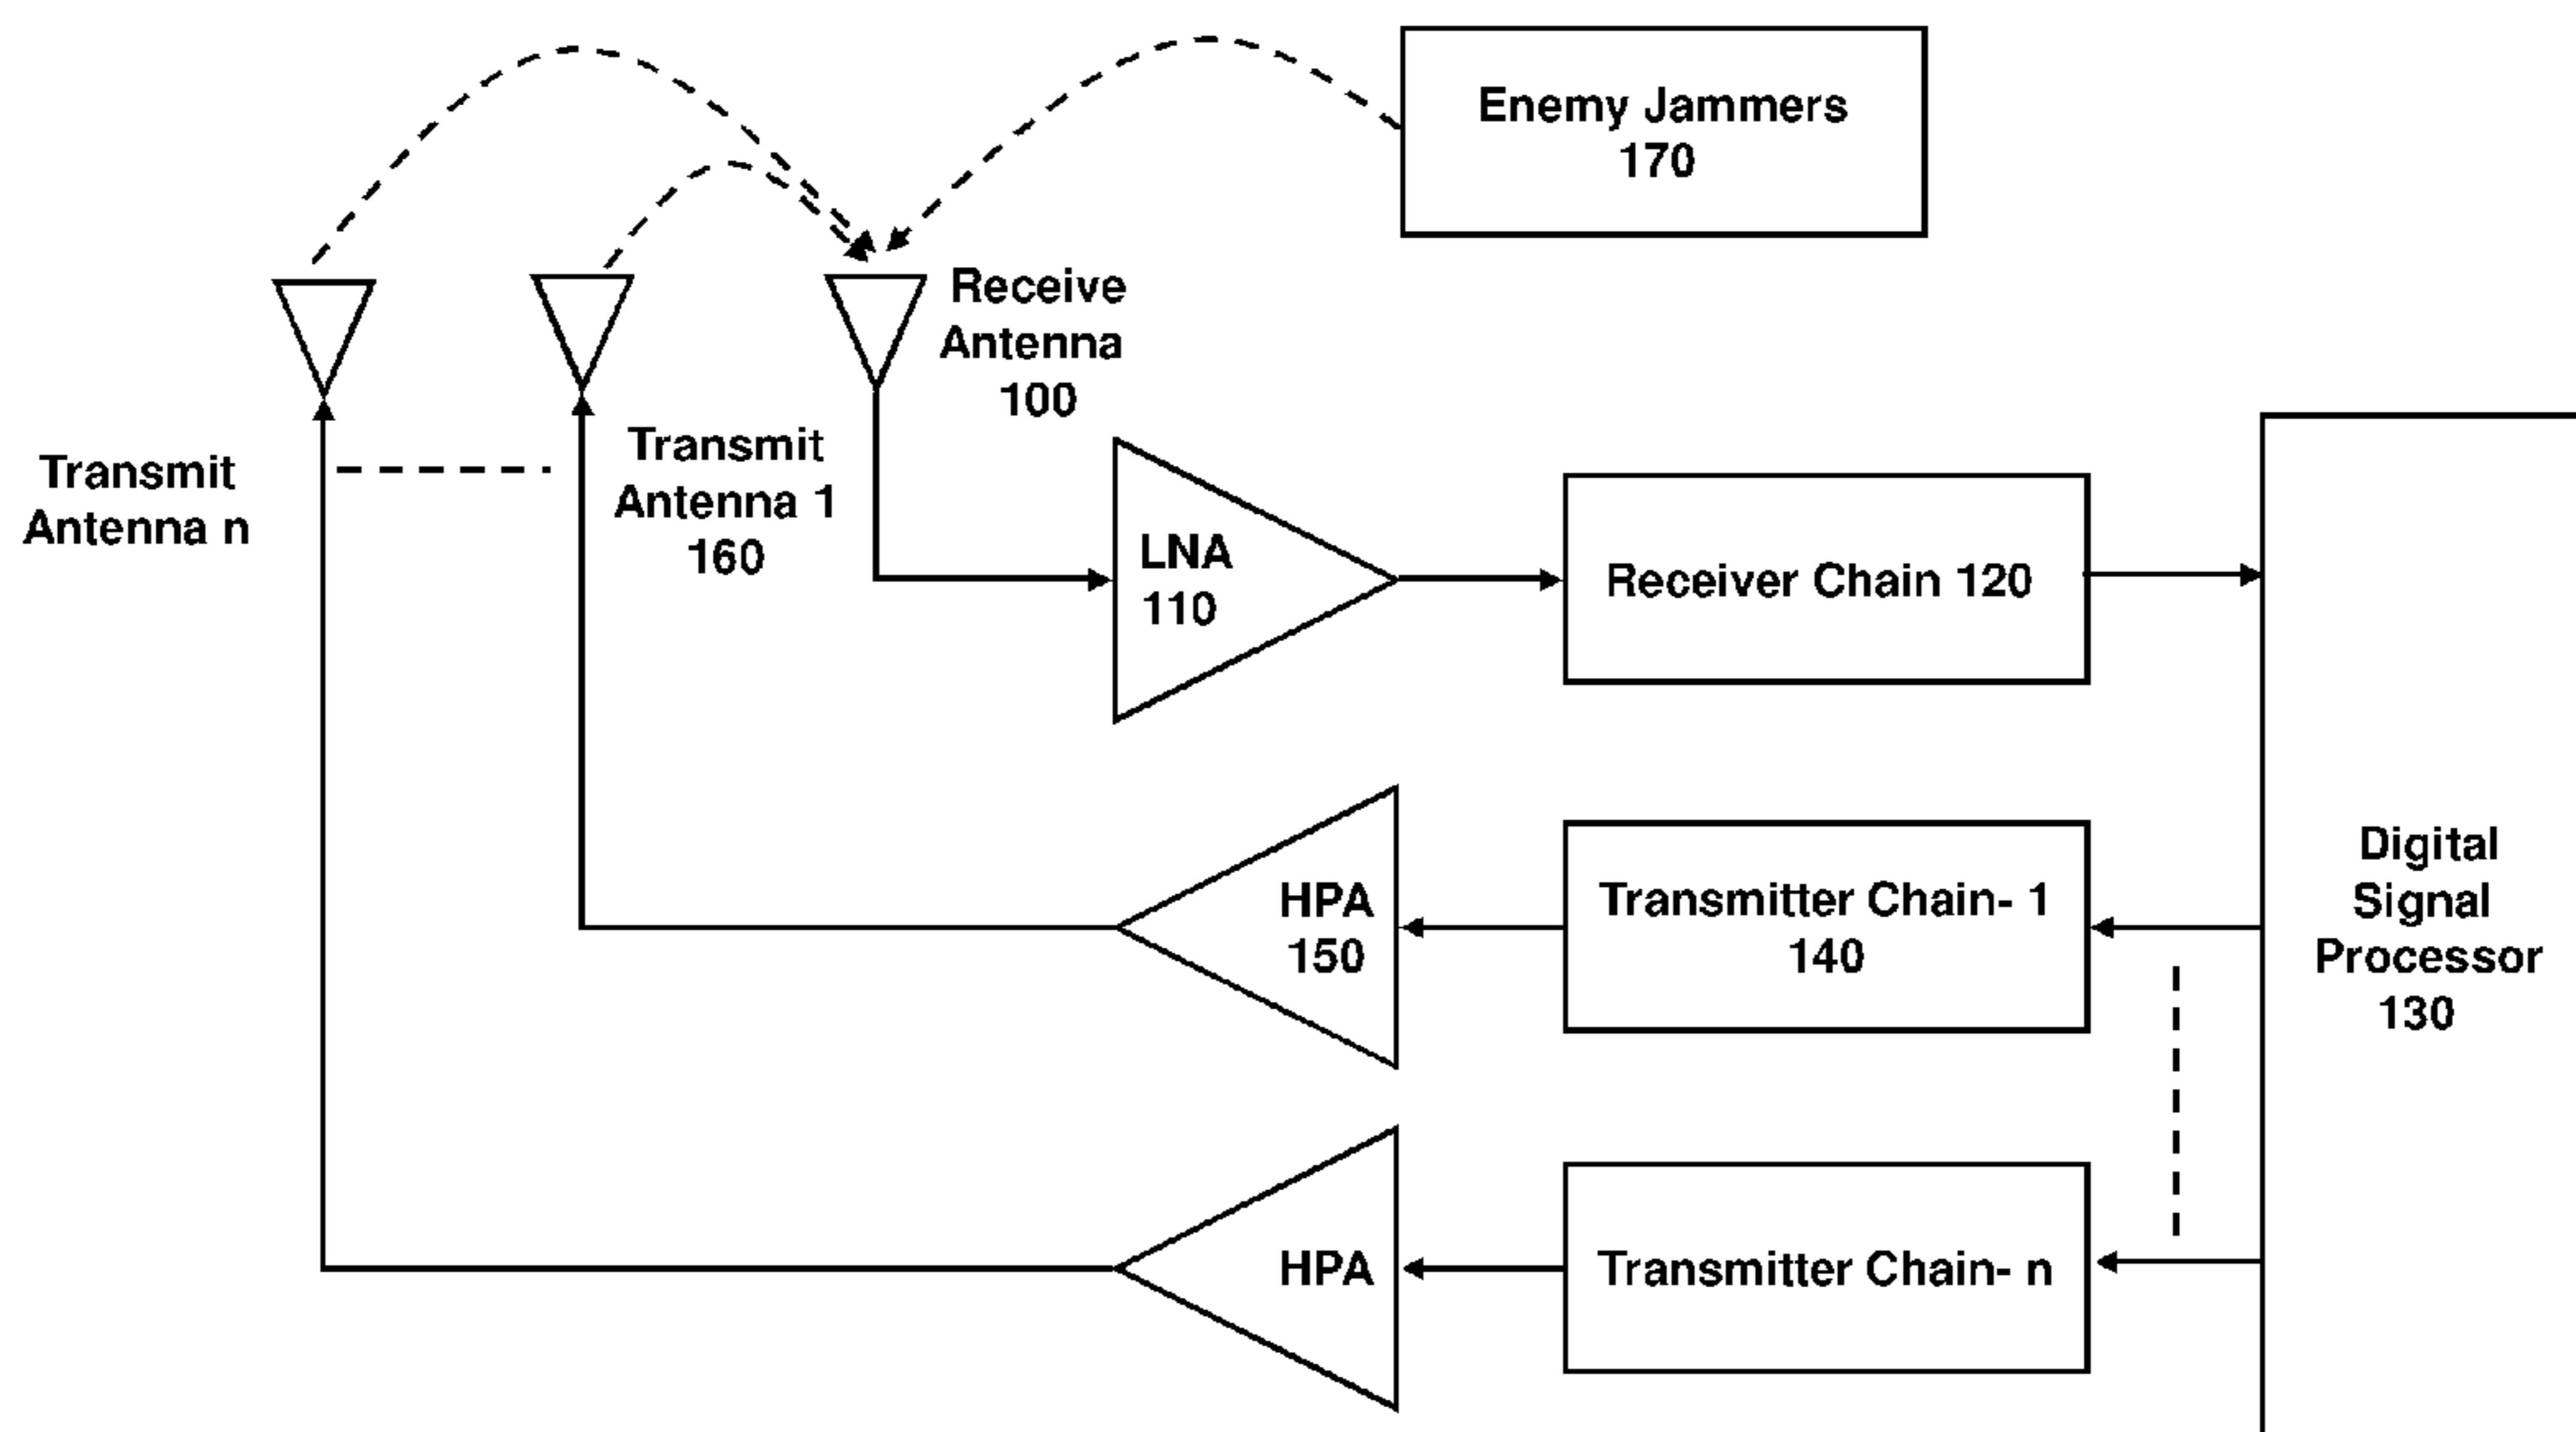 Enemy Jammers
170
Receive
Antenna
100
Transmit
Antenna n
Transmit
Antenna 1
160
LNA
110
Receiver Chain 120
HPA
150
Transmitter Chain- 1
140
Digital
Signal
Processor
130
HPA
Transmitter Chain- n